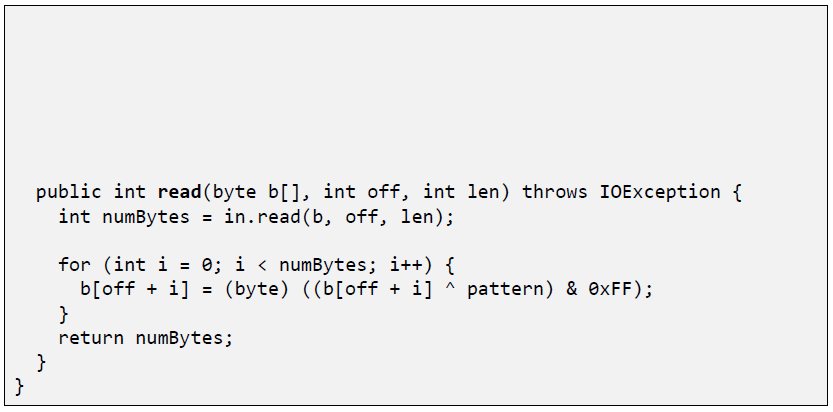 public int read(byte b[], int off, int len) throws IOException {
int numBytes = in.read(b, off, len);
for (int i = 0; i < numBytes; i++) {
b[off + i] = (byte) ((b[off + i] ^ pattern) & 0xFF);
}
return numBytes;
}
}